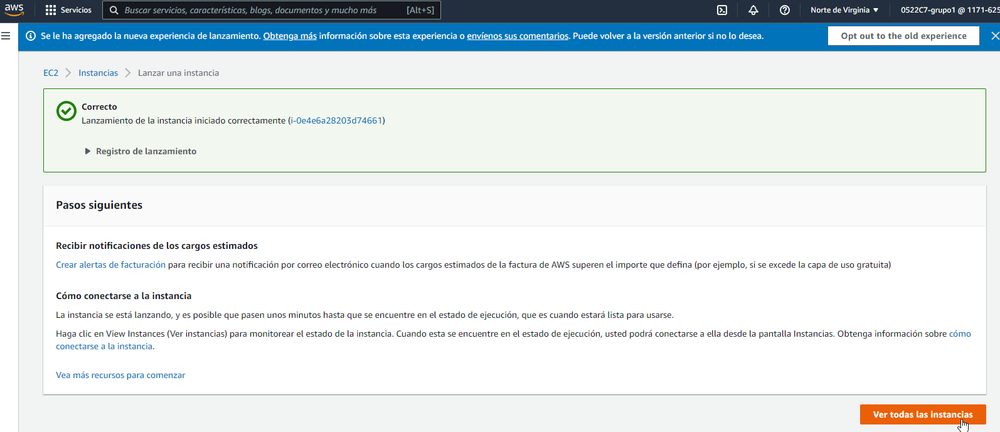 aws
Servicios
Buscar servicios, características, blogs, documentos y mucho más
[Alt+S]
Norte de Virginia
0522C7-grupo1 @ 1171-625
Se le ha agregado la nueva experiencia de lanzamiento. Obtenga más información sobre esta experiencia o envíenos sus comentarios. Puede volver a la versión anterior si no lo desea.
Opt out to the old experience
EC2 > Instancias > Lanzar una instancia
Correcto
Lanzamiento de la instancia iniciado correctamente (i-0e4e6a28203d74661)
Registro de lanzamiento
Pasos siguientes
Recibir notificaciones de los cargos estimados
Crear alertas de facturación para recibir una notificación por correo electrónico cuando los cargos estimados de la factura de AWS superen el importe que defina (por ejemplo, si se excede la capa de uso gratuita)
Cómo conectarse a la instancia
La instancia se está lanzando, y es posible que pasen unos minutos hasta que se encuentre en el estado de ejecución, que es cuando estará lista para usarse.
Haga clic en View Instances (Ver instancias) para monitorear el estado de la instancia. Cuando esta se encuentre en el estado de ejecución, usted podrá conectarse a ella desde la pantalla Instancias. Obtenga información sobre cómo
conectarse a la instancia.
Vea más recursos para comenzar
Ver todas las instancias